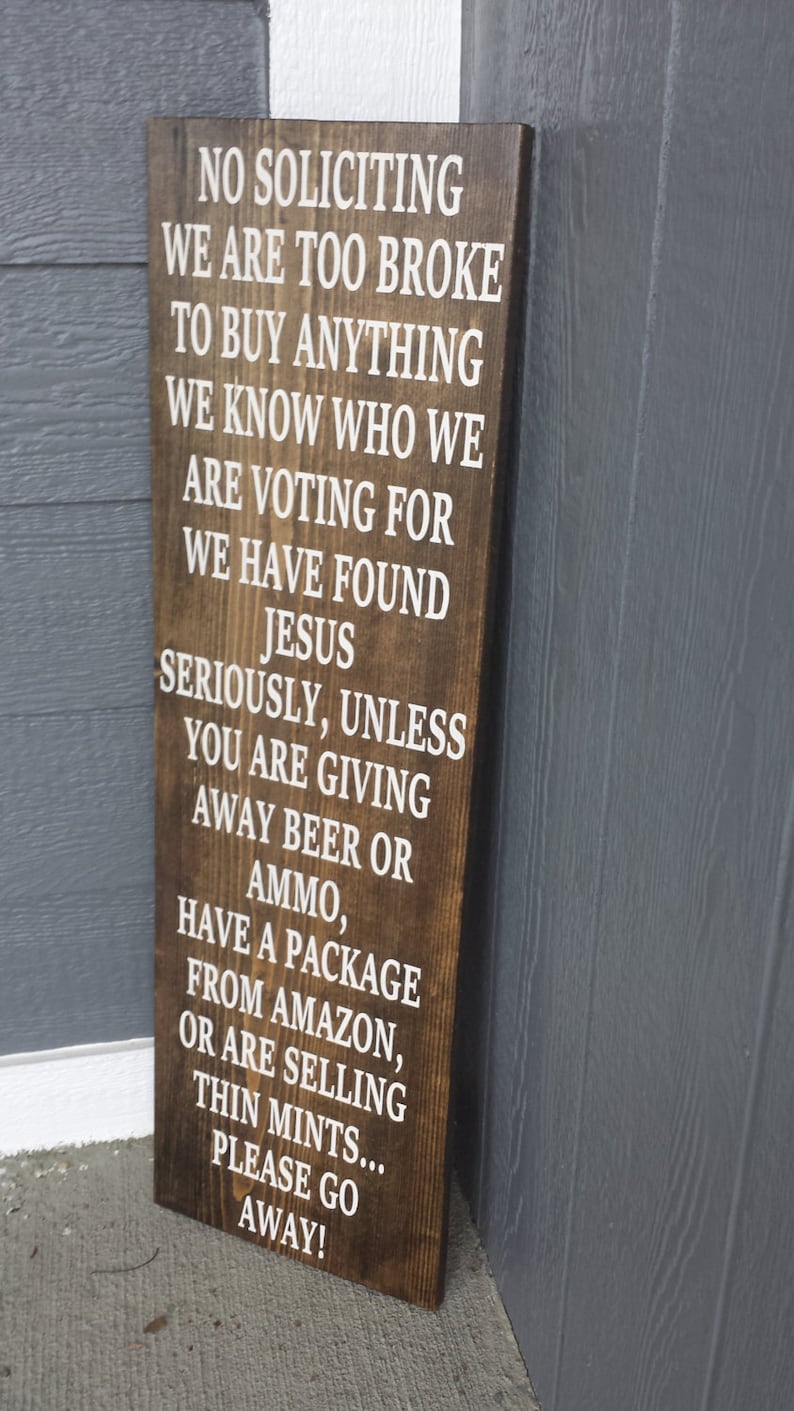 NO SOLICITING
WE ARE TOO BROKE
TO BUY ANYTHING
WE KNOW WHO WE
ARE VOTING FOR
WE HAVE FOUND
JESUS
SERIOUSLY, UNLESS
YOU ARE GIVING
AWAY BEER OR
AMMO,
HAVE A PACKAGE
FROM AMAZON,
OR ARE SELLING
THIN MINTS...
PLEASE GO
AWAY!